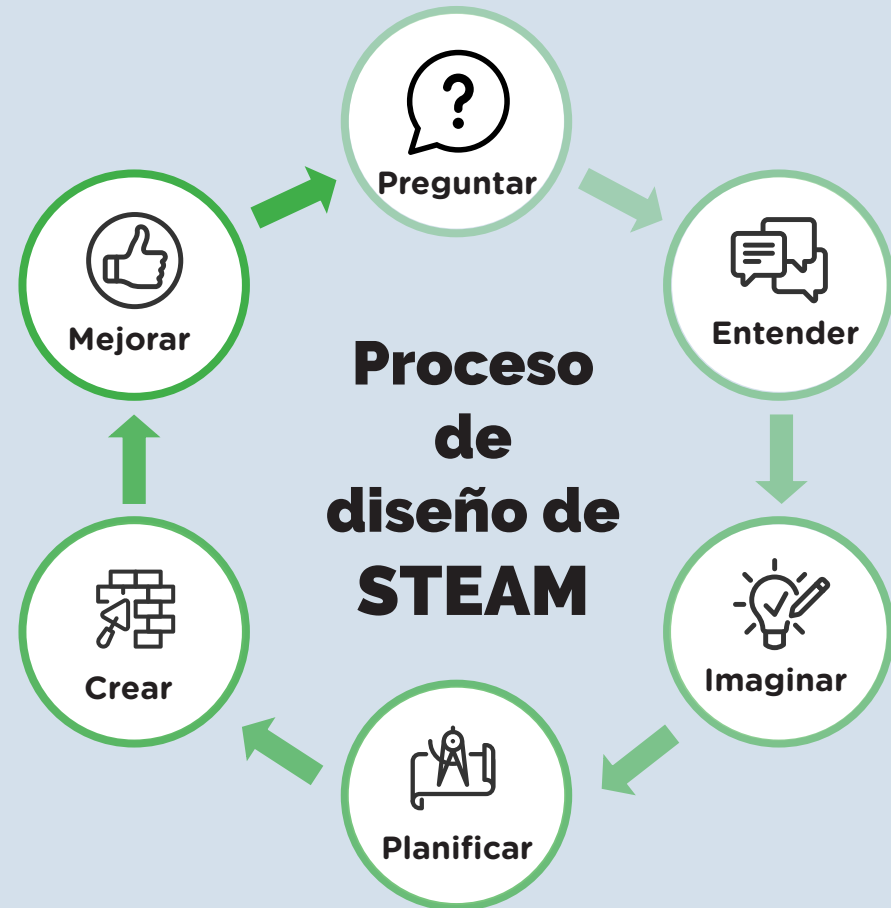 Preguntar
Entender
Imaginar
Planificar
Crear
Mejorar
Proceso
de
diseño de
STEAM